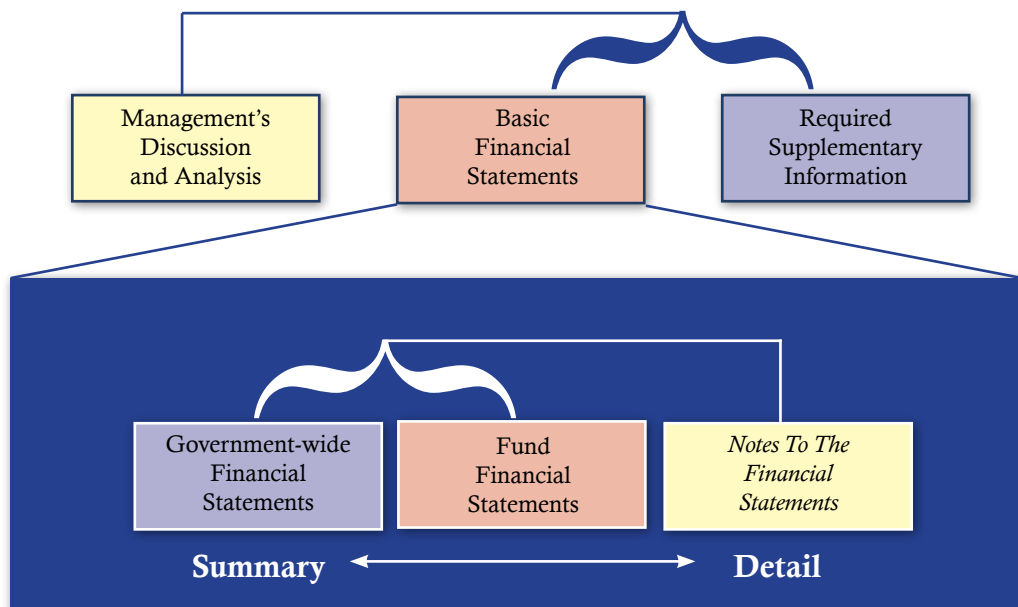 Management’s
Discussion
and Analysis
Basic
Financial
Statements
Required
Supplementary
Information
Government-wide
Financial
Statements
Fund
Financial
Statements
Notes To The
Financial
Statements
Summary
Detail